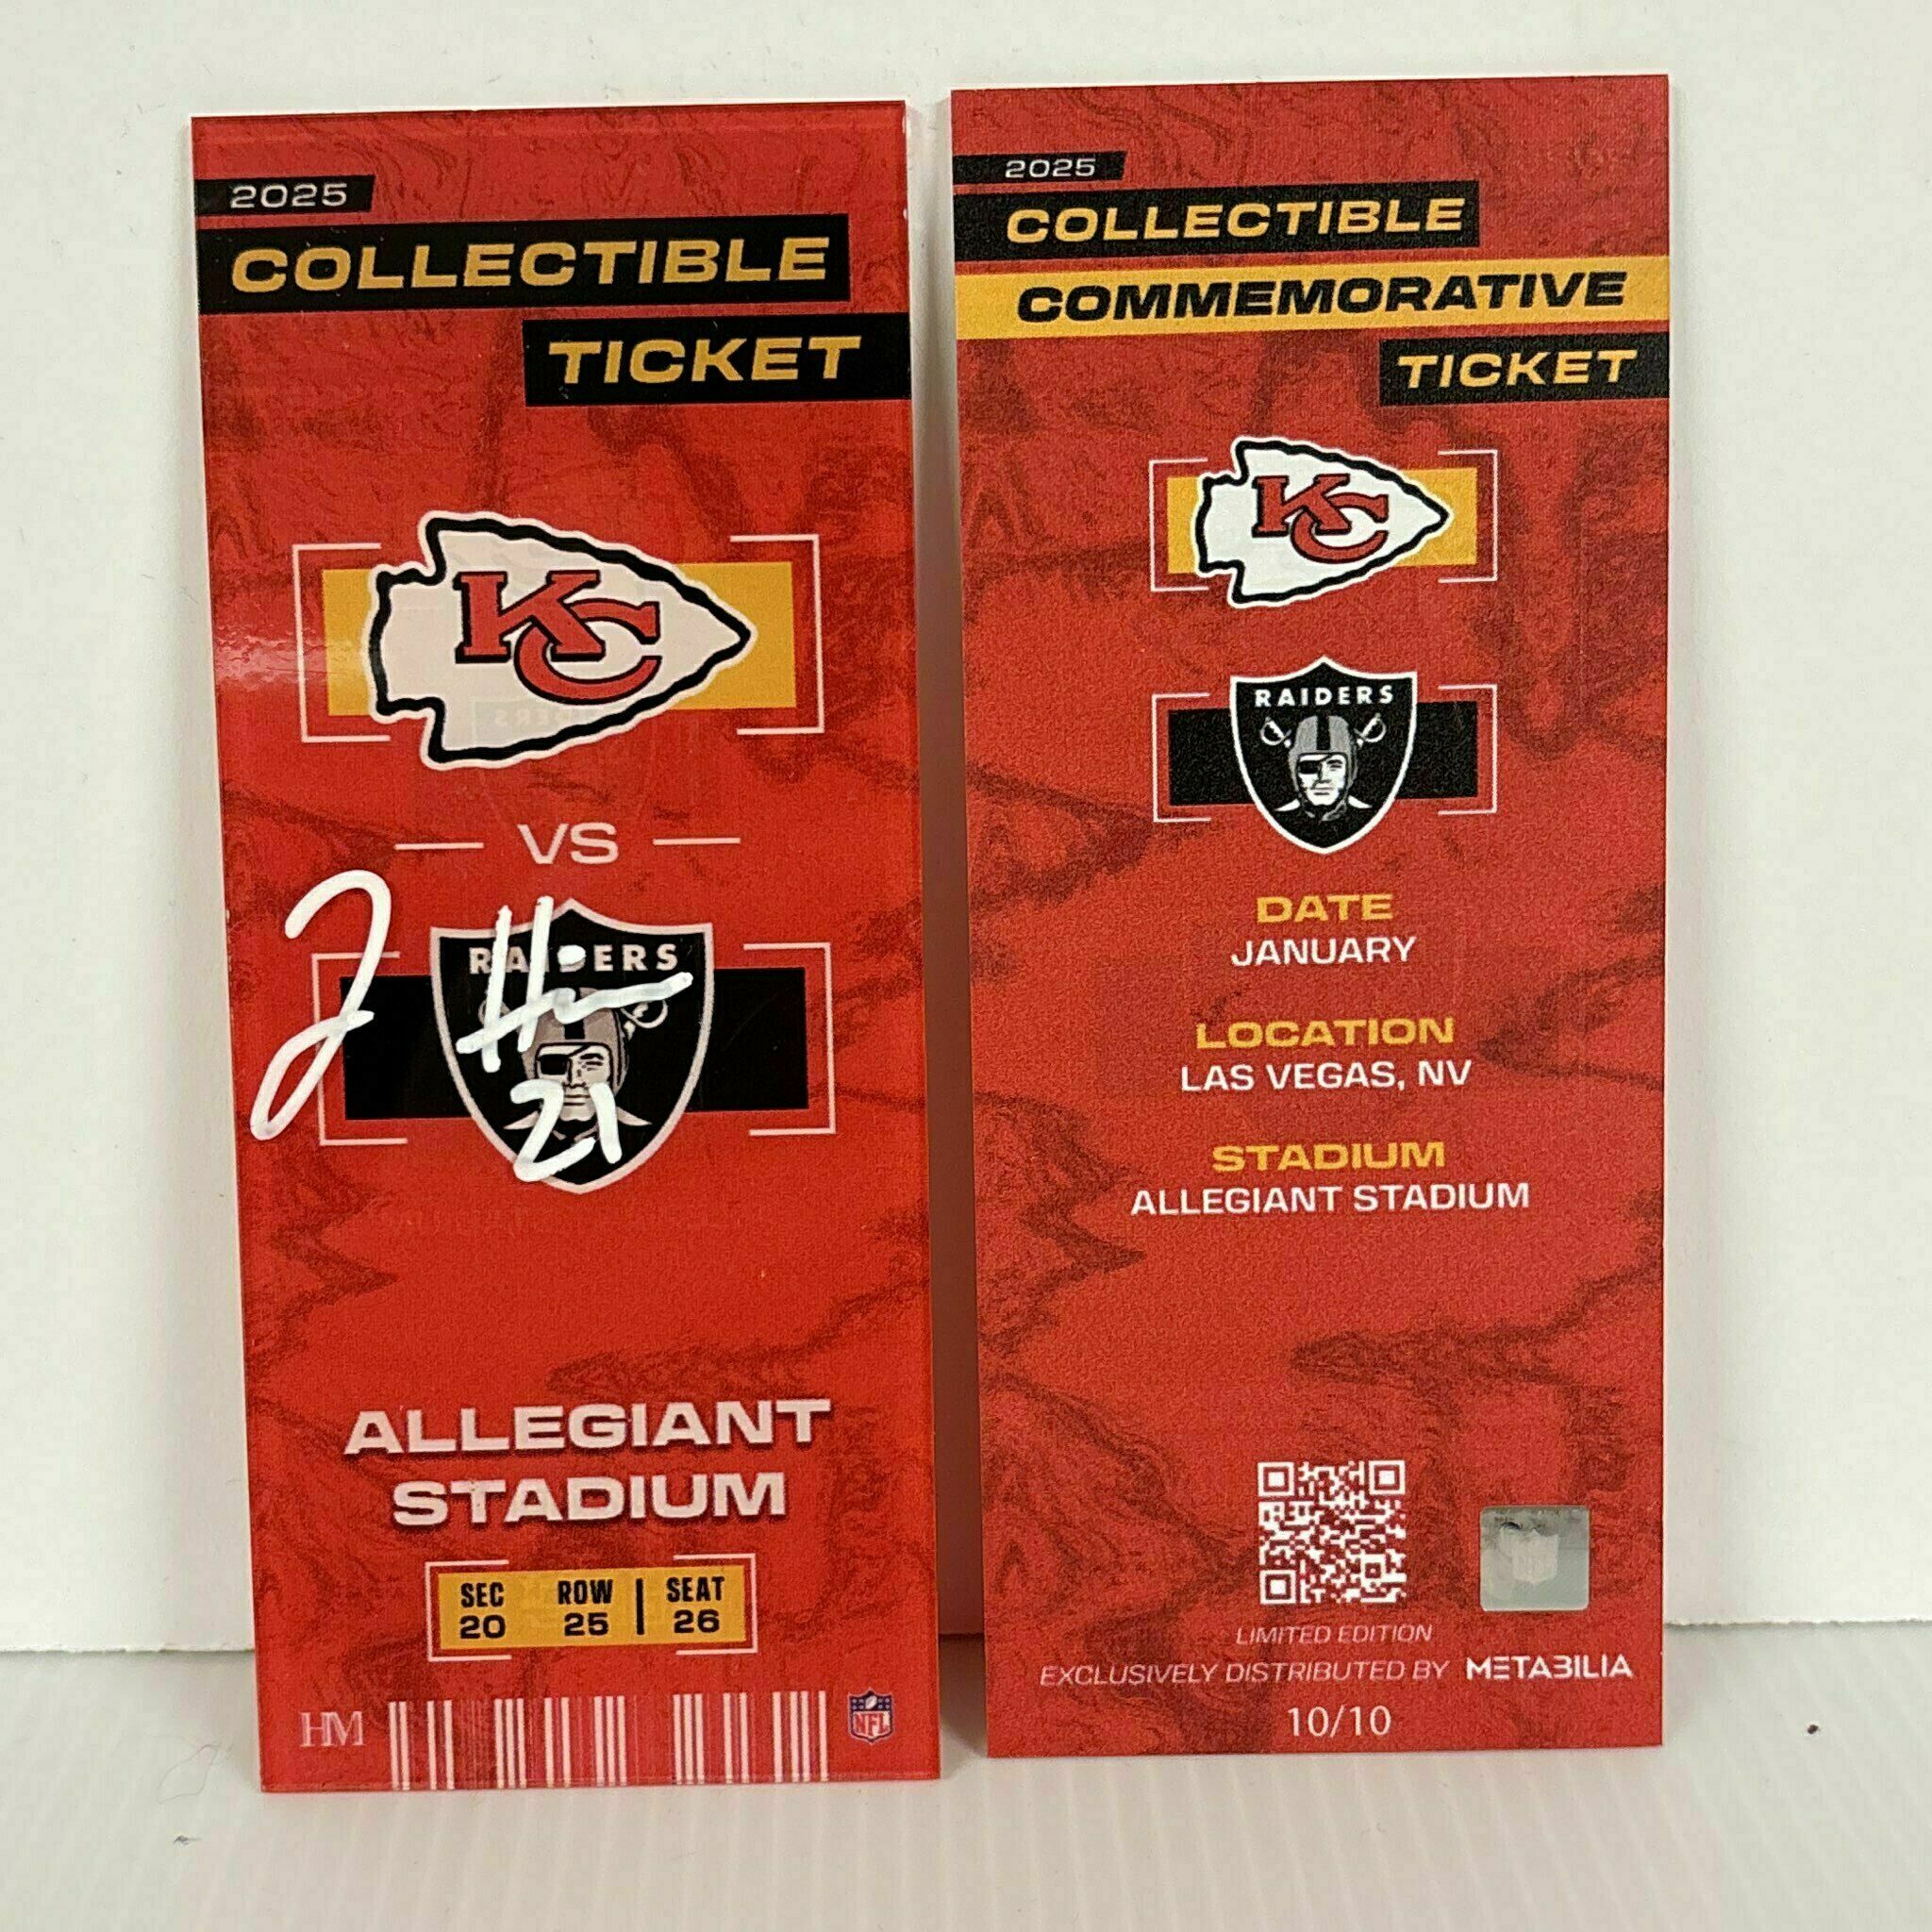 2025
COLLECTIBLE
TICKET
KC
VS
RAIDERS
21
ALLEGIANT
STADIUM
SEC ROW | SEAT
20 25 26
HM
NFL
2025
COLLECTIBLE
COMMEMORATIVE
TICKET
KC
RAIDERS
DATE
JANUARY
LOCATION
LAS VEGAS, NV
STADIUM
ALLEGIANT STADIUM
LIMITED EDITION
EXCLUSIVELY DISTRIBUTED BY METABILIA
10/10